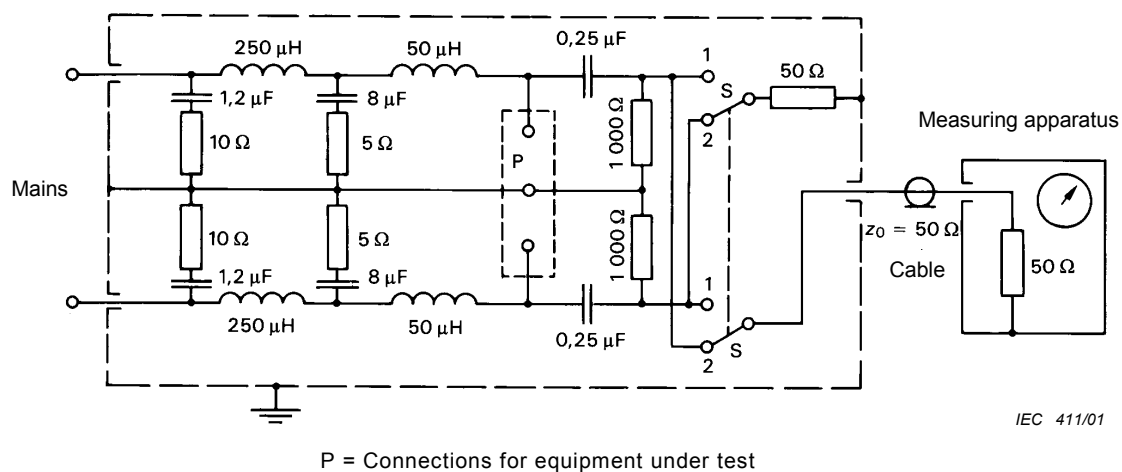 250 µH
50 µH
0,25 µF
1
50 Ω
S
1,2 µF
8 µF
2
10 Ω
5 Ω
P
1 000 Ω
Measuring apparatus
Mains
10 Ω
5 Ω
1 000 Ω
z0 = 50 Ω
Cable
50 Ω
1,2 µF
8 µF
1
250 µH
50 µH
0,25 µF
2
S
IEC 411/01
P = Connections for equipment under test